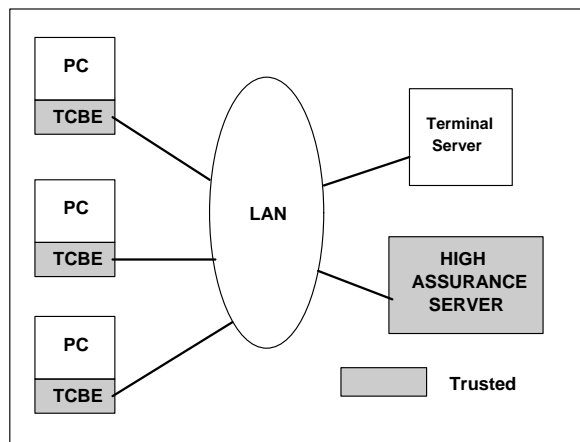 PC
TCBE
PC
TCBE
PC
TCBE
LAN
Terminal
Server
HIGH
ASSURANCE
SERVER
Trusted